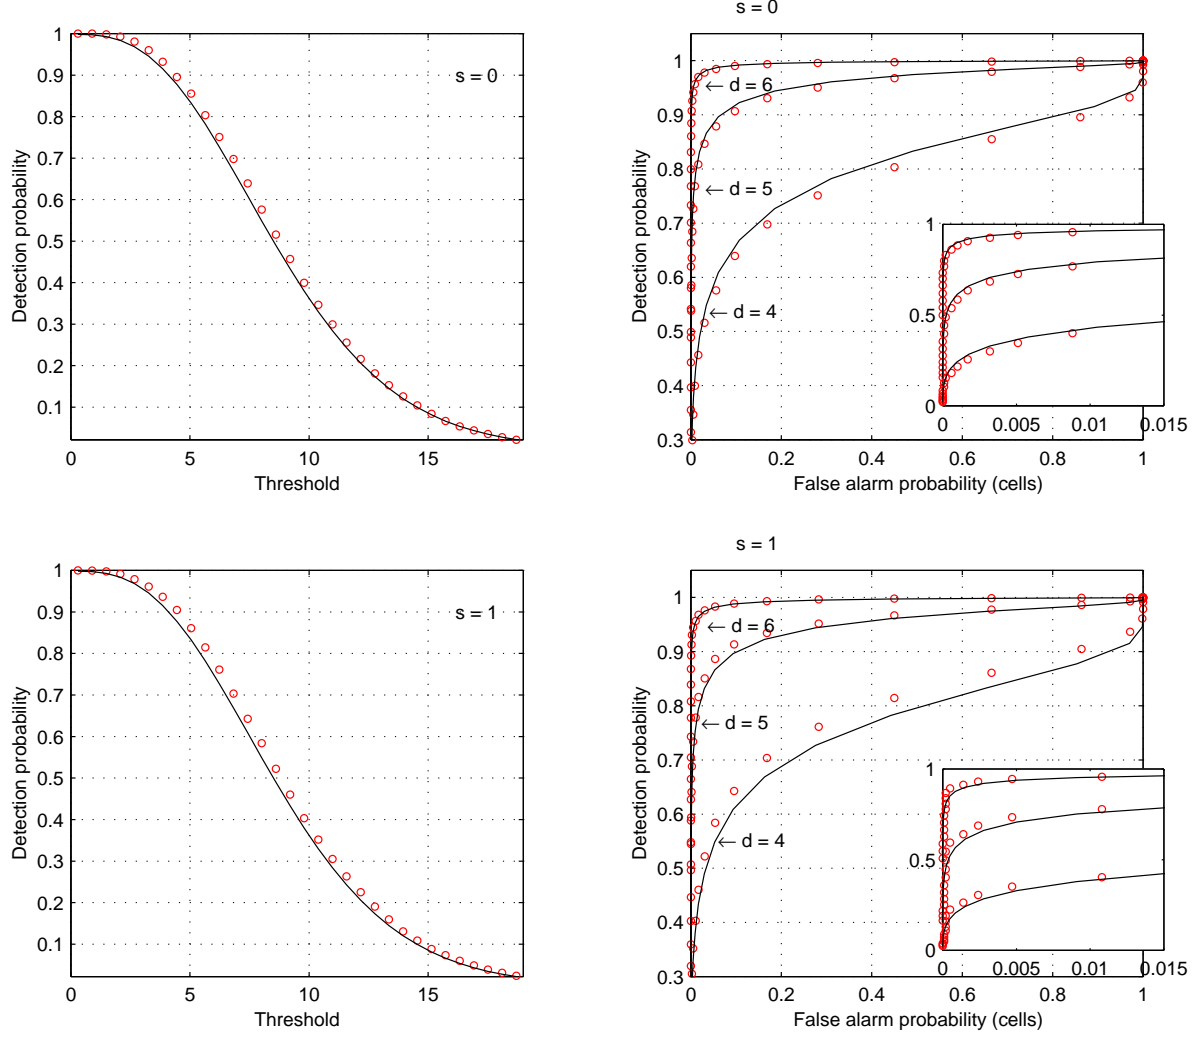 s = 0
1
0.9
0.8
0.7
0.6
0.5
0.4
0.3
0.2
0.1
Detection probability
s = 0
0 5 10 15
Threshold
1
0.9
0.8
0.7
0.6
0.5
0.4
0.3
Detection probability
← d = 6
← d = 5
← d = 4
1
0.5
0
0 0.005 0.01 0.015
0 0.2 0.4 0.6 0.8 1
False alarm probability (cells)
s = 1
1
0.9
0.8
0.7
0.6
0.5
0.4
0.3
0.2
0.1
Detection probability
s = 1
0 5 10 15
Threshold
1
0.9
0.8
0.7
0.6
0.5
0.4
0.3
Detection probability
← d = 6
← d = 5
← d = 4
1
0.5
0
0 0.005 0.01 0.015
0 0.2 0.4 0.6 0.8 1
False alarm probability (cells)